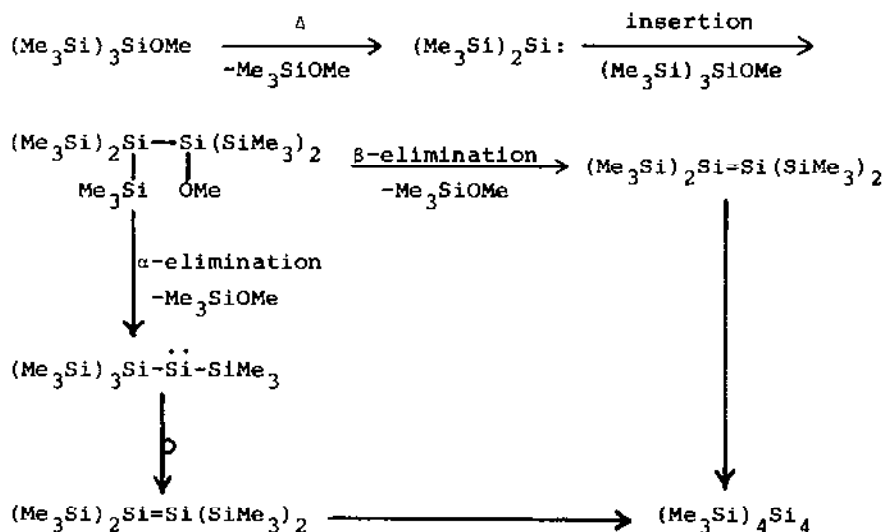 Δ insertion
(Me3Si)3SiOMe (Me3Si)2Si:
-Me3SiOMe (Me3Si)3SiOMe
(Me3Si)2Si—Si(SiMe3)2
β-elimination
(Me3Si)2Si=Si(SiMe3)2
Me3Si OMe
-Me3SiOMe
α-elimination
-Me3SiOMe
(Me3Si)3Si-S̈i-SiMe3
(Me3Si)2Si=Si(SiMe3)2 (Me3Si)4Si4